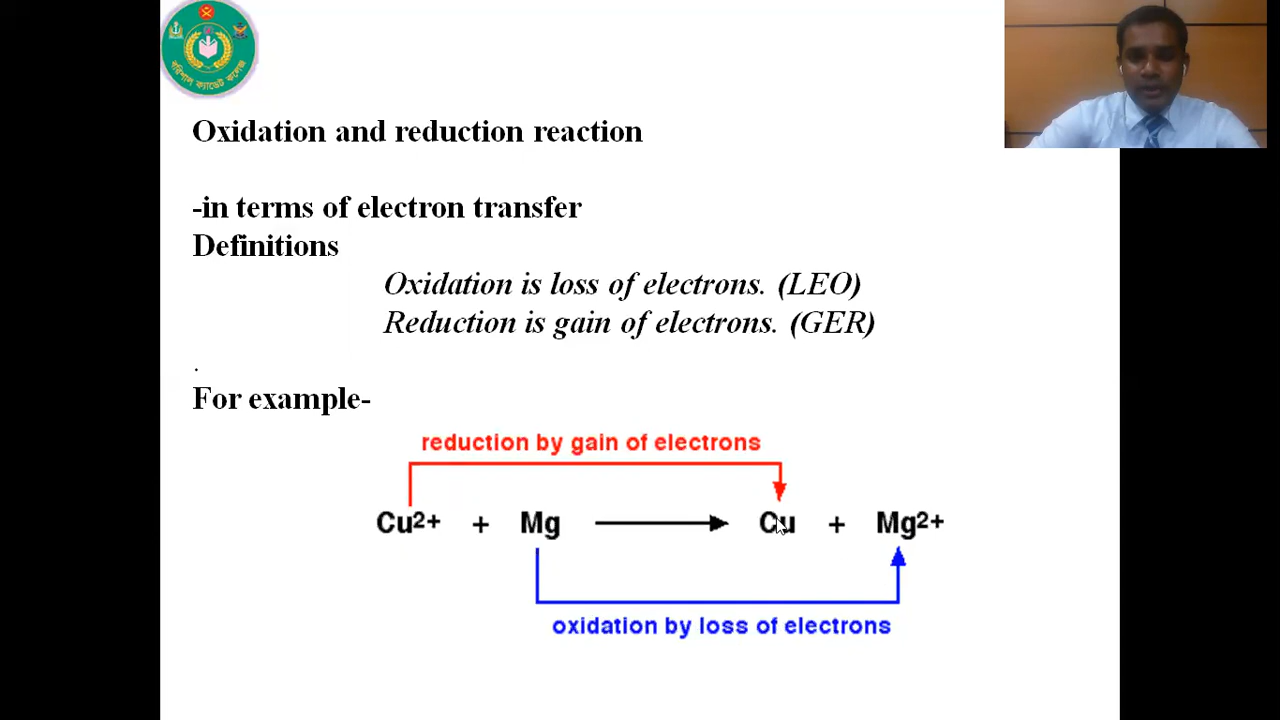 বরিশাল ক্যাডেট কলেজ
Oxidation and reduction reaction
-in terms of electron transfer
Definitions
Oxidation is loss of electrons. (LEO)
Reduction is gain of electrons. (GER)
.
For example-
reduction by gain of electrons
Cu2+ + Mg → Cu + Mg2+
oxidation by loss of electrons